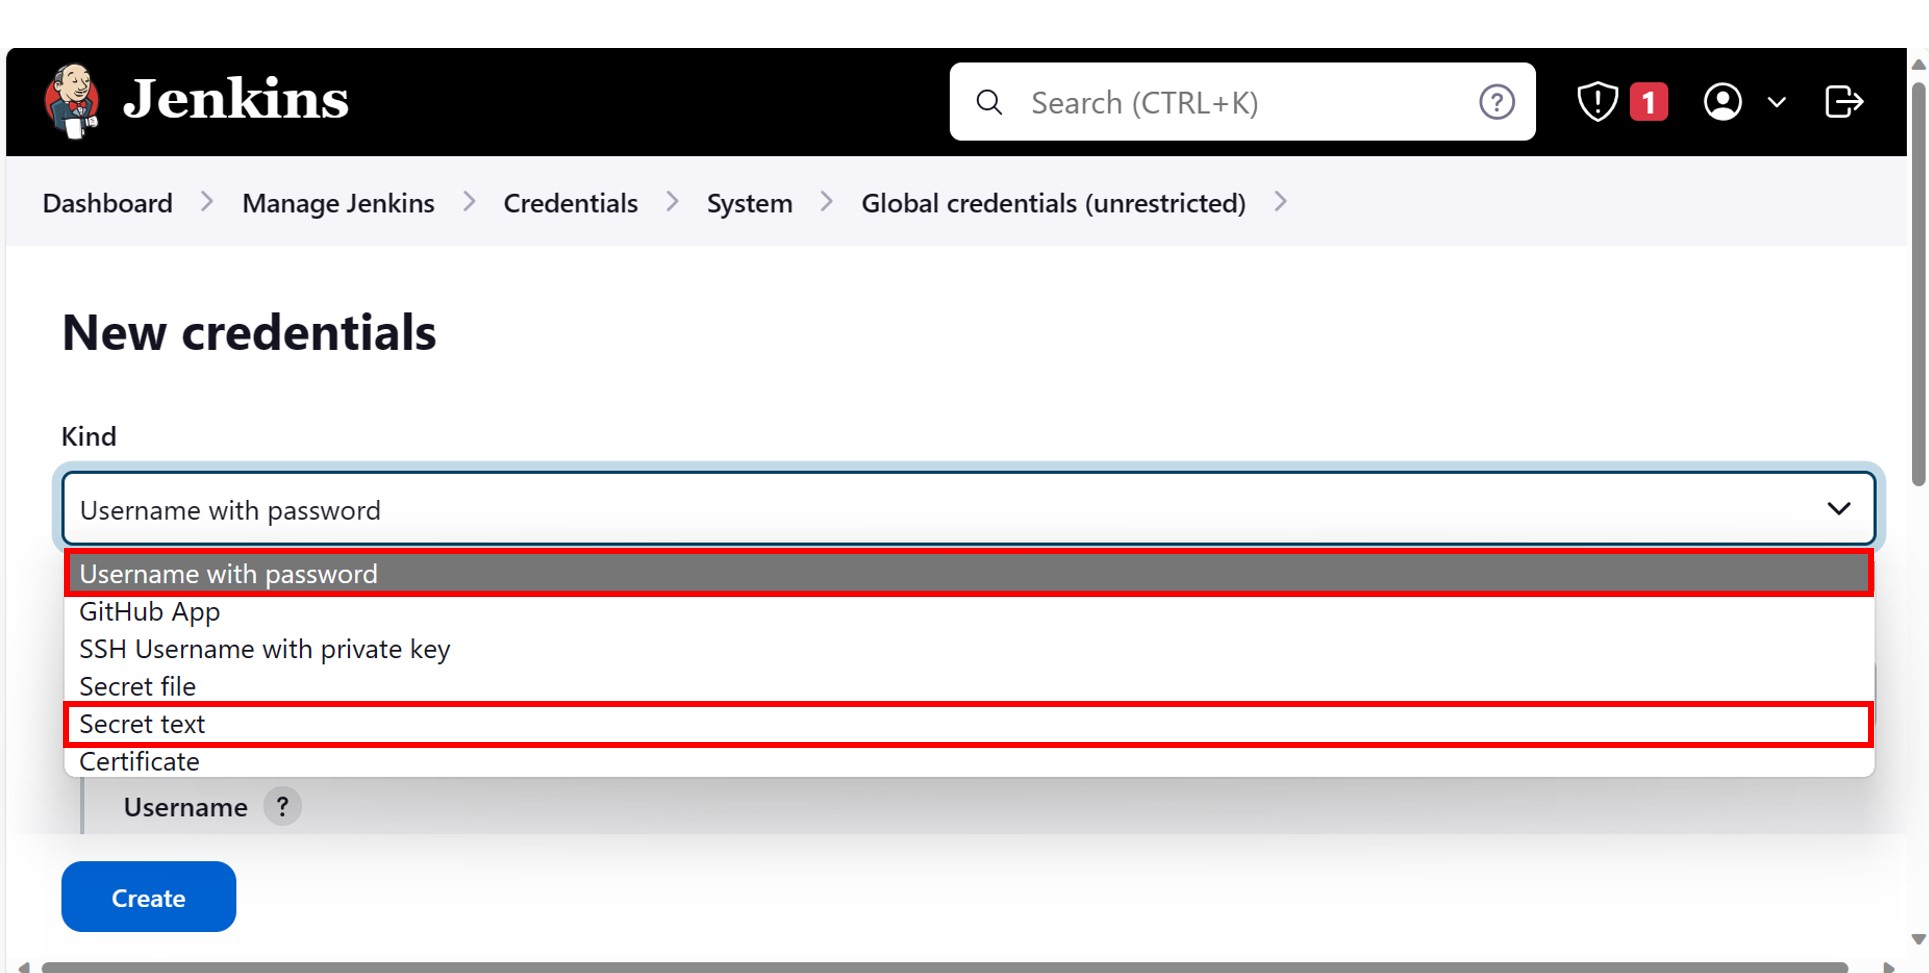 Jenkins
Search (CTRL+K)
?
1
Dashboard > Manage Jenkins > Credentials > System > Global credentials (unrestricted) >
New credentials
Kind
Username with password
Username with password
GitHub App
SSH Username with private key
Secret file
Secret text
Certificate
Username ?
Create